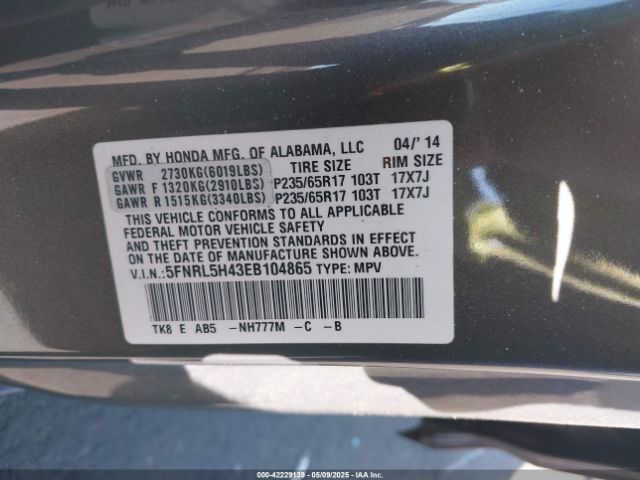 MFD. BY HONDA MFG. OF ALABAMA, LLC 04/' 14
GVWR 2730KG(6019LBS) TIRE SIZE RIM SIZE
GAWR F 1320KG(2910LBS) P235/65R17 103T 17X7J
GAWR R 1515KG(3340LBS) P235/65R17 103T 17X7J
THIS VEHICLE CONFORMS TO ALL APPLICABLE
FEDERAL MOTOR VEHICLE SAFETY
AND THEFT PREVENTION STANDARDS IN EFFECT
ON THE DATE OF MANUFACTURE SHOWN ABOVE.
V.I.N.: 5FNRL5H43EB104865 TYPE: MPV
TK8 E AB5 -NH777M -C -B
000-42229139 - 05/09/2025 - IAA Inc.